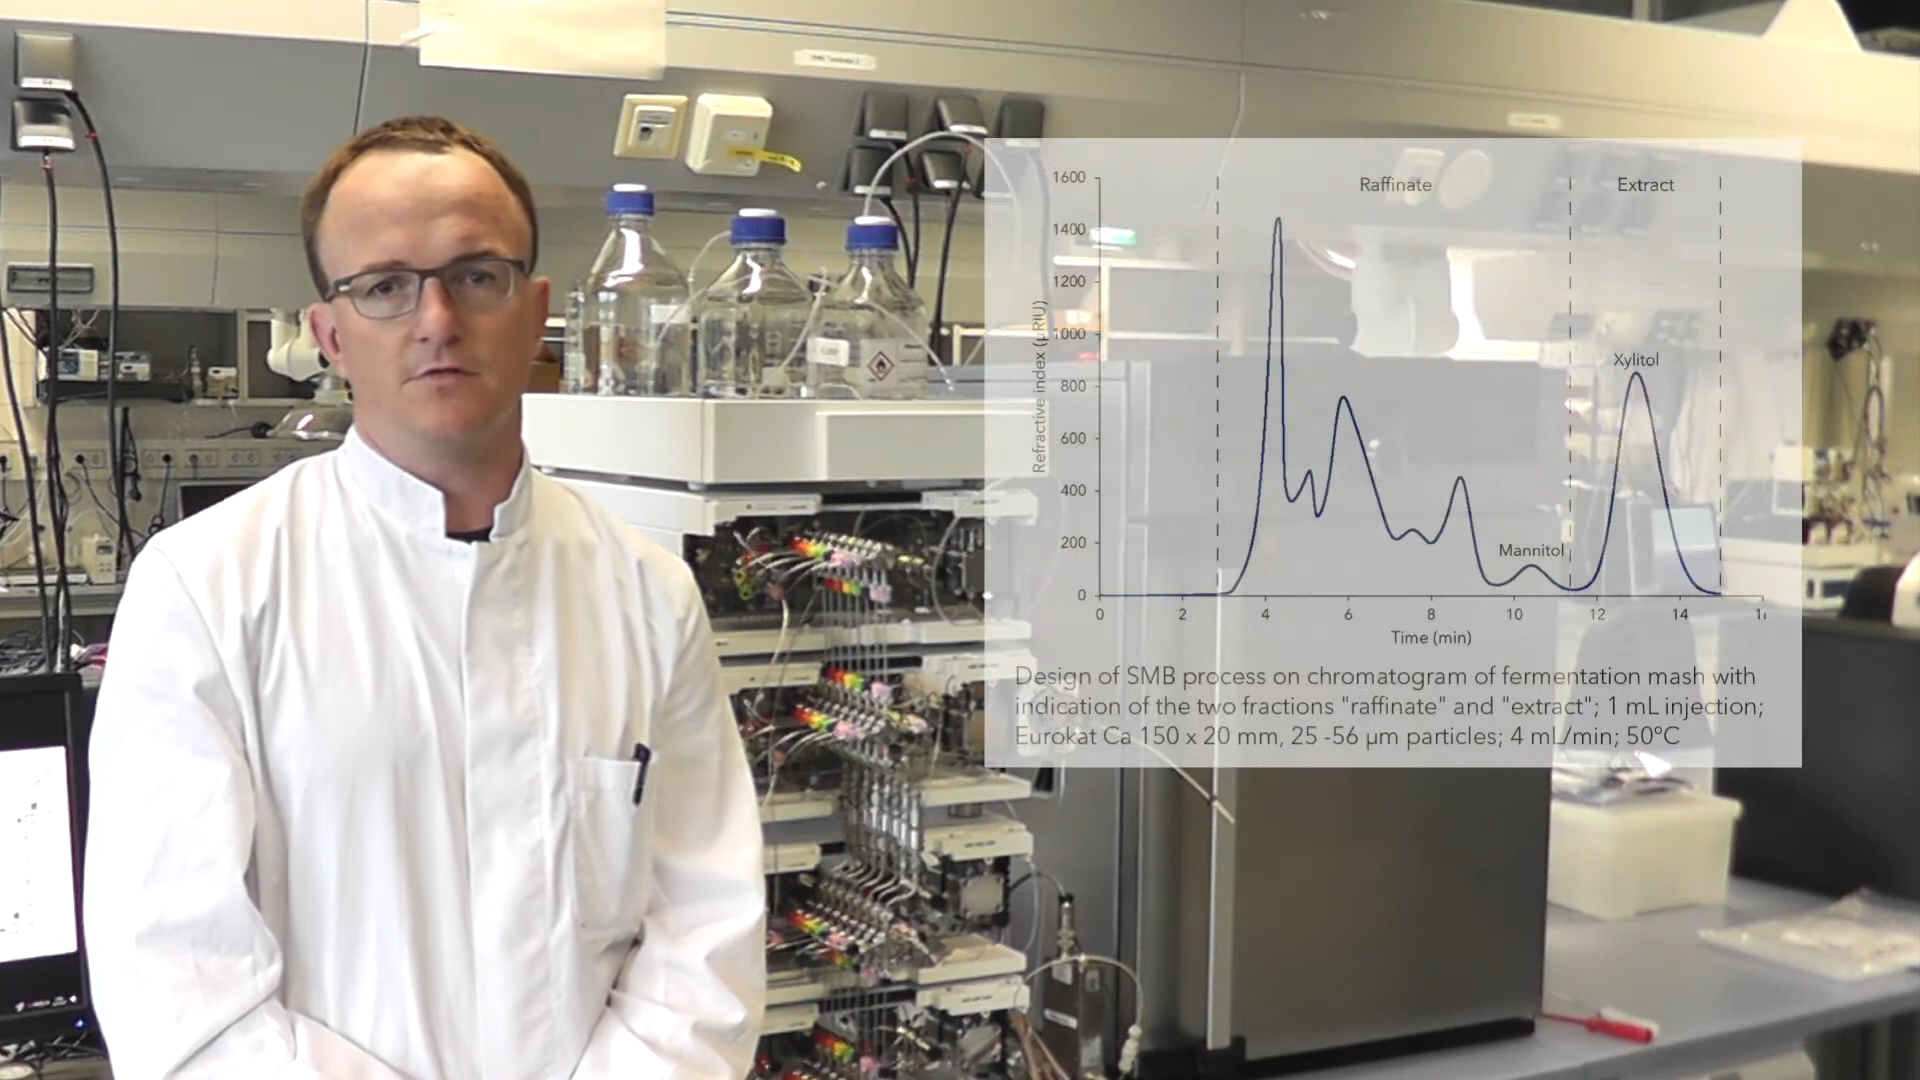 1600
1400
1200
1000
800
600
400
200
0
Refractive index (µRIU)
Raffinate
Extract
Xylitol
Mannitol
0 2 4 6 8 10 12 14
Time (min)
Design of SMB process on chromatogram of fermentation mash with
indication of the two fractions "raffinate" and "extract"; 1 mL injection;
Eurokat Ca 150 x 20 mm, 25 -56 µm particles; 4 mL/min; 50°C